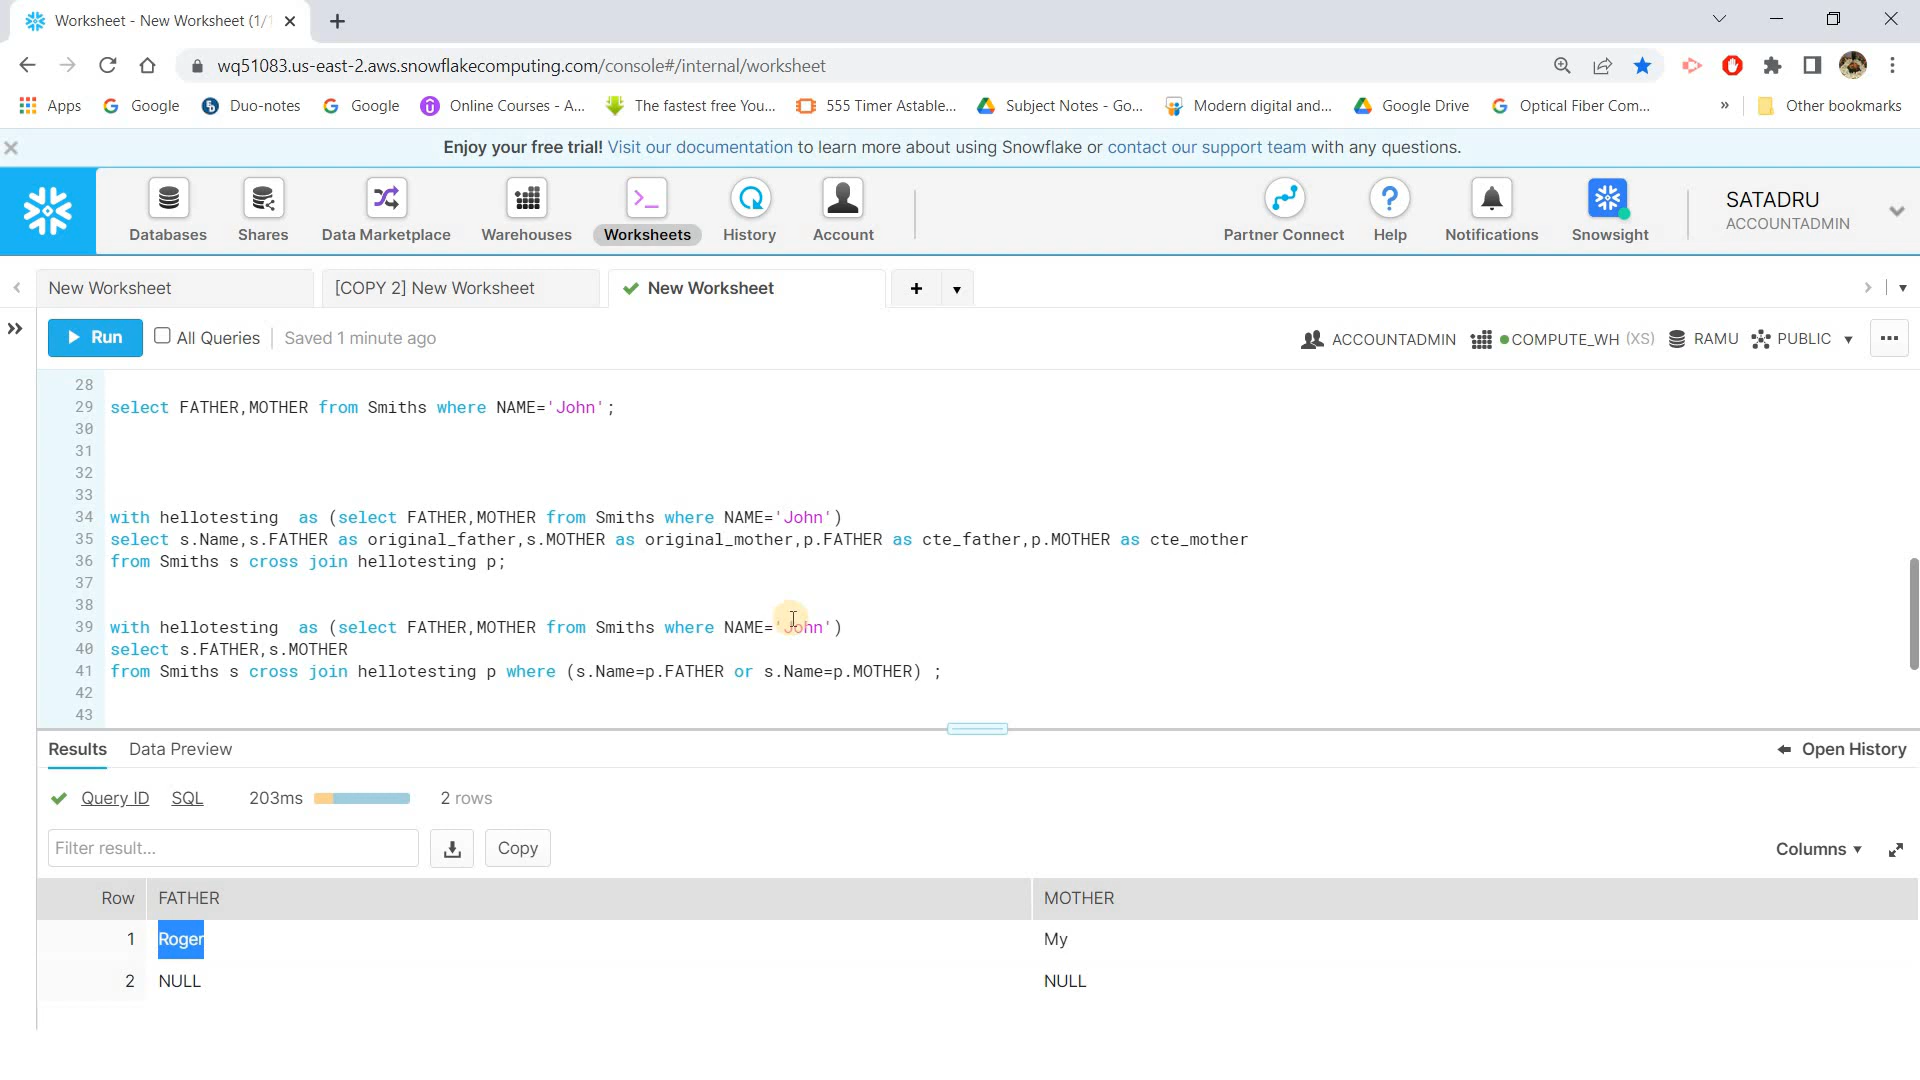 Worksheet - New Worksheet (1/1
wq51083.us-east-2.aws.snowflakecomputing.com/console#/internal/worksheet
Apps Google Duo-notes Google Online Courses - A... The fastest free You... 555 Timer Astable... Subject Notes - Go... Modern digital and... Google Drive Optical Fiber Com... » Other bookmarks
Enjoy your free trial! Visit our documentation to learn more about using Snowflake or contact our support team with any questions.
Databases Shares Data Marketplace Warehouses Worksheets History Account Partner Connect Help Notifications Snowsight
SATADRU
ACCOUNTADMIN
New Worksheet [COPY 2] New Worksheet New Worksheet
Run All Queries Saved 1 minute ago ACCOUNTADMIN COMPUTE_WH (XS) RAMU PUBLIC
28
29 select FATHER,MOTHER from Smiths where NAME='John';
30
31
32
33
34 with hellotesting  as (select FATHER,MOTHER from Smiths where NAME='John')
35 select s.Name,s.FATHER as original_father,s.MOTHER as original_mother,p.FATHER as cte_father,p.MOTHER as cte_mother
36 from Smiths s cross join hellotesting p;
37
38
39 with hellotesting  as (select FATHER,MOTHER from Smiths where NAME='John')
40 select s.FATHER,s.MOTHER
41 from Smiths s cross join hellotesting p where (s.Name=p.FATHER or s.Name=p.MOTHER) ;
42
43
Results Data Preview Open History
Query ID SQL 203ms 2 rows
Filter result... Copy Columns
Row FATHER MOTHER
1 Roger My
2 NULL NULL